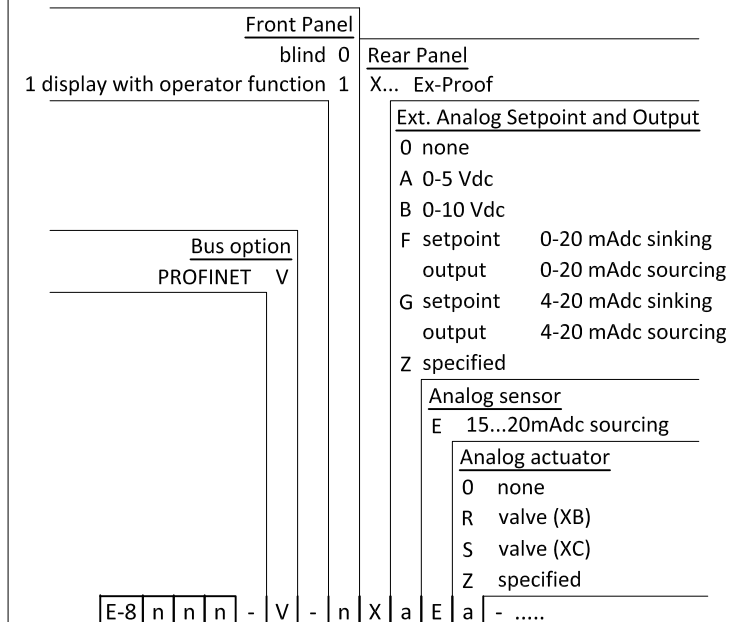 Front Panel
blind 0
1 display with operator function 1
Rear Panel
X... Ex-Proof
Ext. Analog Setpoint and Output
0 none
A 0-5 Vdc
B 0-10 Vdc
F setpoint 0-20 mAdc sinking
output 0-20 mAdc sourcing
G setpoint 4-20 mAdc sinking
output 4-20 mAdc sourcing
Z specified
Bus option
PROFINET V
Analog sensor
E 15...20mAdc sourcing
Analog actuator
0 none
R valve (XB)
S valve (XC)
Z specified
E-8 n n n - V - n X a E a - .....